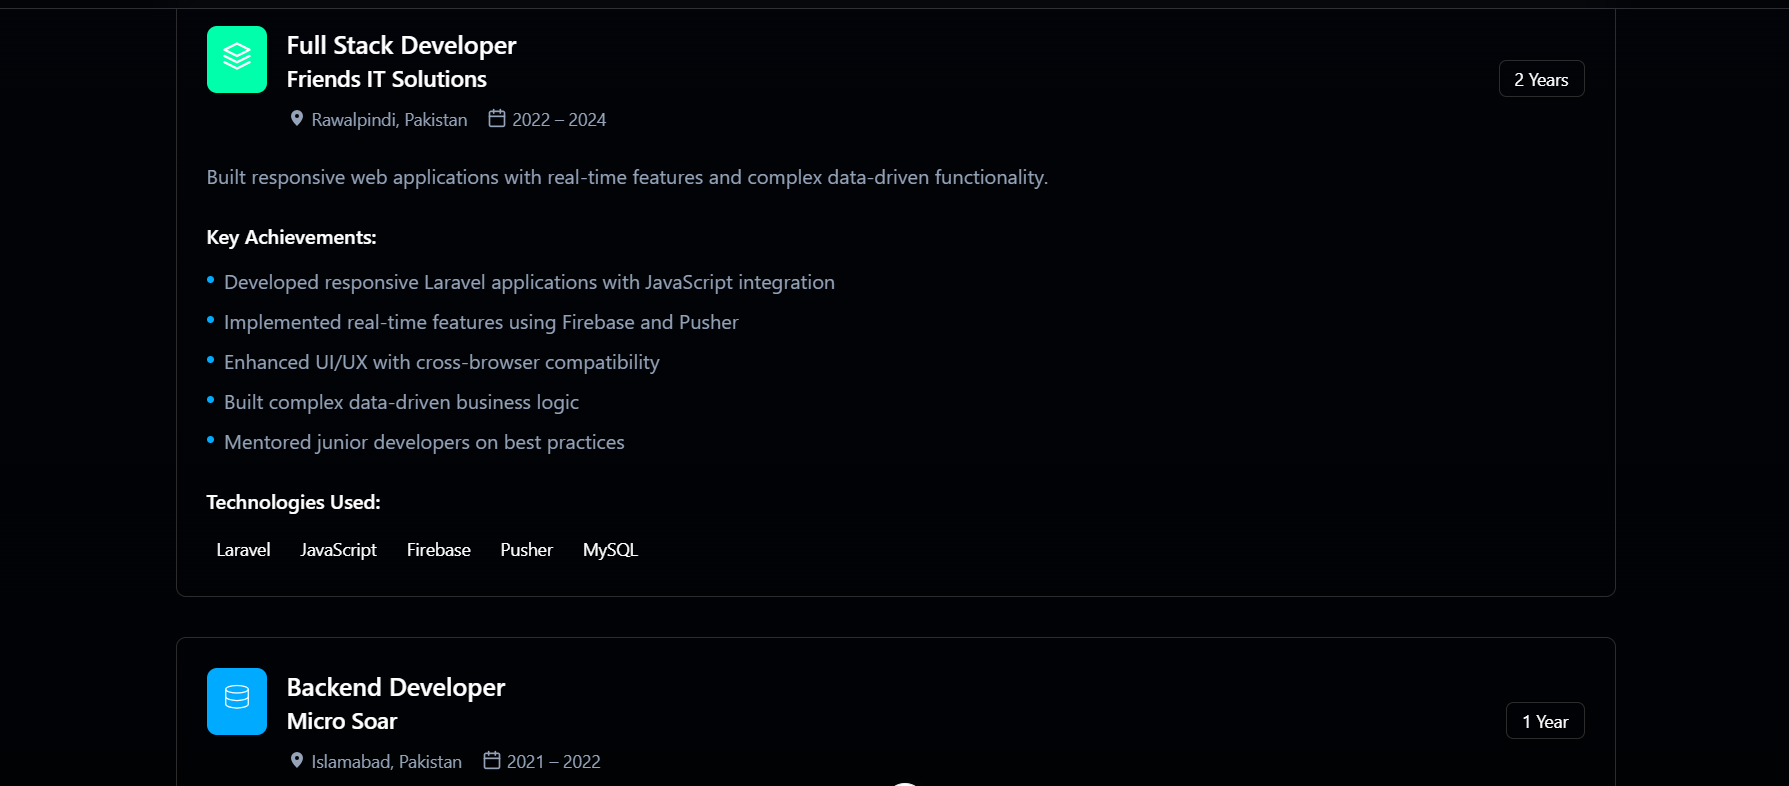 Full Stack Developer
Friends IT Solutions
2 Years
Rawalpindi, Pakistan 2022 – 2024
Built responsive web applications with real-time features and complex data-driven functionality.
Key Achievements:
Developed responsive Laravel applications with JavaScript integration
Implemented real-time features using Firebase and Pusher
Enhanced UI/UX with cross-browser compatibility
Built complex data-driven business logic
Mentored junior developers on best practices
Technologies Used:
Laravel JavaScript Firebase Pusher MySQL
Backend Developer
Micro Soar
1 Year
Islamabad, Pakistan 2021 – 2022